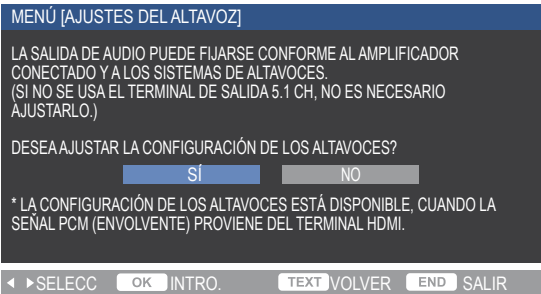 MENÚ [AJUSTES DEL ALTAVOZ]
LA SALIDA DE AUDIO PUEDE FIJARSE CONFORME AL AMPLIFICADOR
CONECTADO Y A LOS SISTEMAS DE ALTAVOCES.
(SI NO SE USA EL TERMINAL DE SALIDA 5.1 CH, NO ES NECESARIO
AJUSTARLO.)
DESEA AJUSTAR LA CONFIGURACIÓN DE LOS ALTAVOCES?
SÍ NO
* LA CONFIGURACIÓN DE LOS ALTAVOCES ESTÁ DISPONIBLE, CUANDO LA
SEÑAL PCM (ENVOLVENTE) PROVIENE DEL TERMINAL HDMI.
SELECC OK INTRO. TEXT VOLVER END SALIR